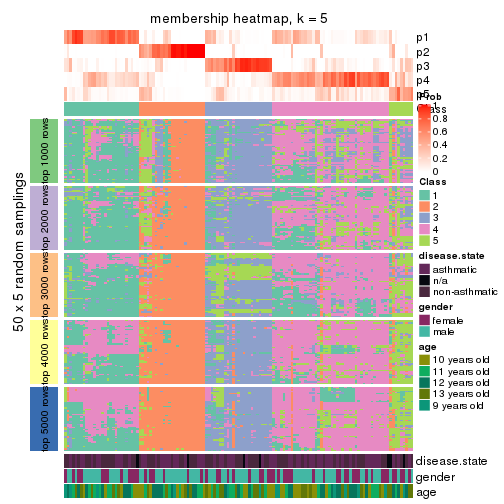 membership heatmap, k = 5
p1
p2
p3
p4
p5
Prob
1
0.8
0.6
0.4
0.2
0
Class
Class
1
2
3
4
5
disease.state
asthmatic
n/a
non-asthmatic
gender
female
male
age
10 years old
11 years old
12 years old
13 years old
9 years old
50 x 5 random samplings
top 1000 rows
top 2000 rows
top 3000 rows
top 4000 rows
top 5000 rows
disease.state
gender
age